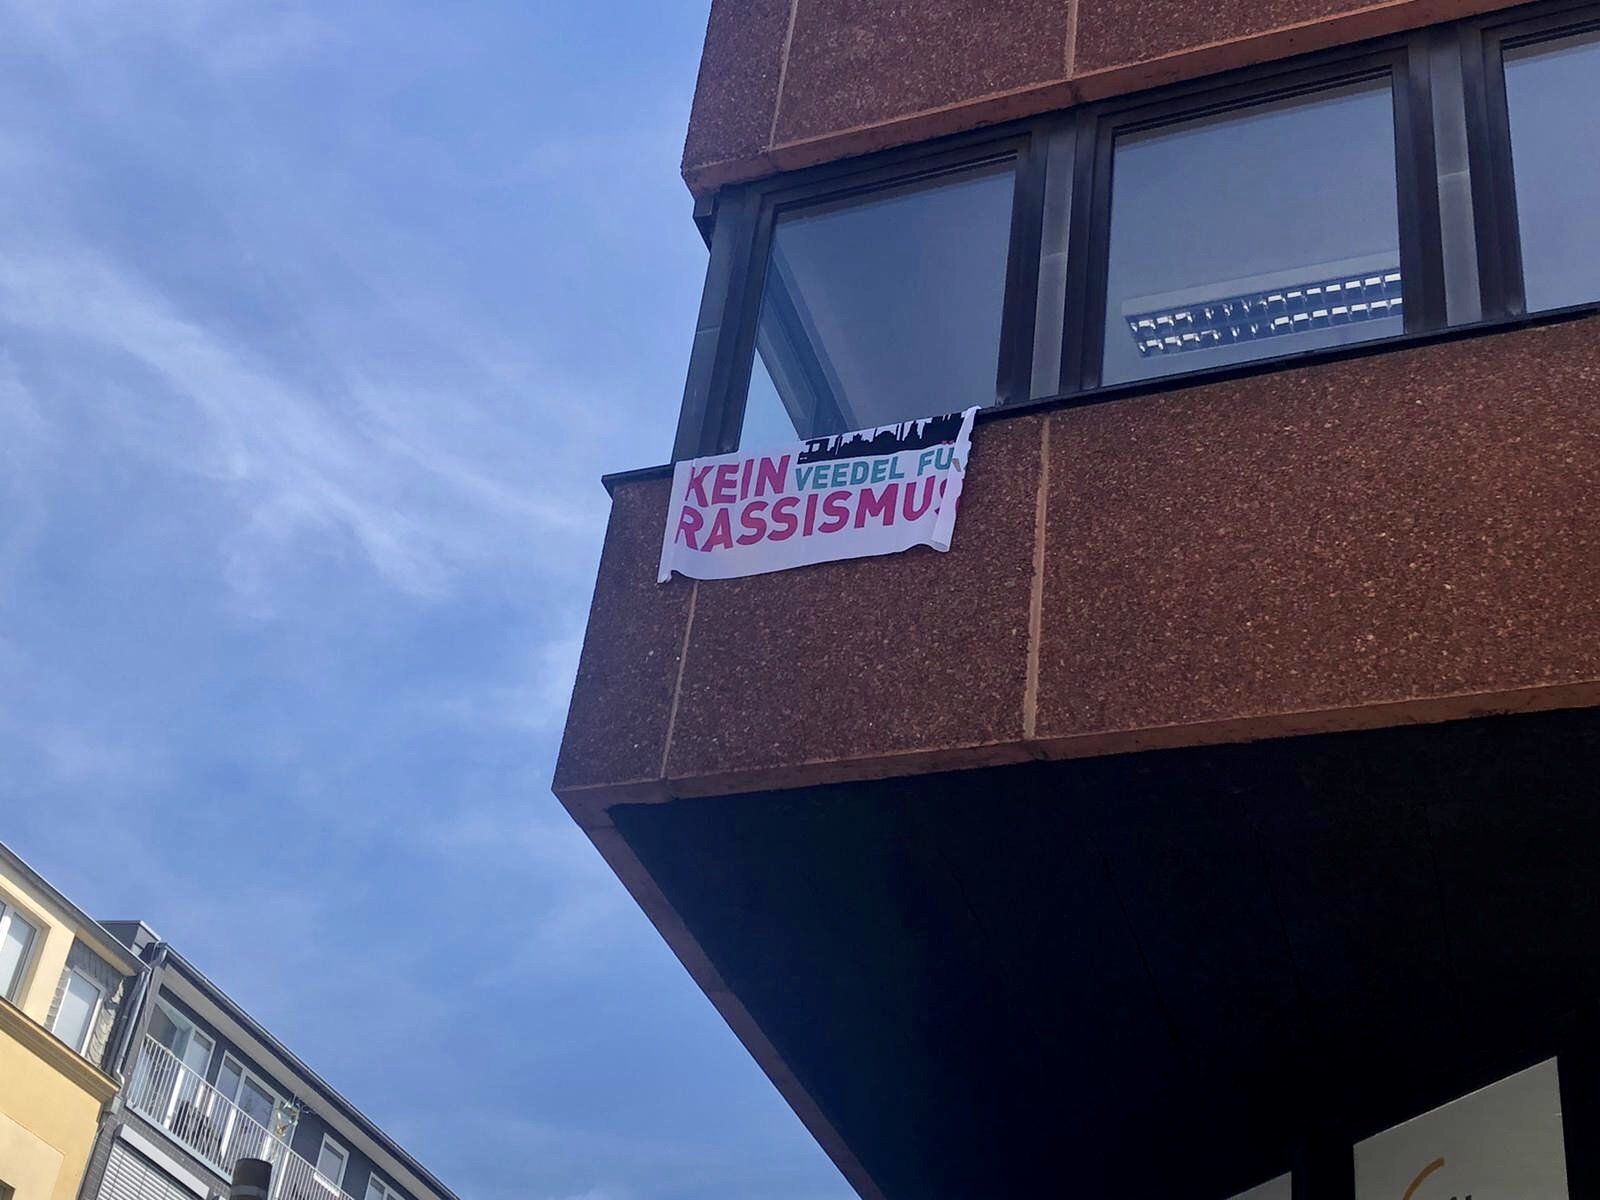 KEIN VEEDEL FÜ
RASSISMUS